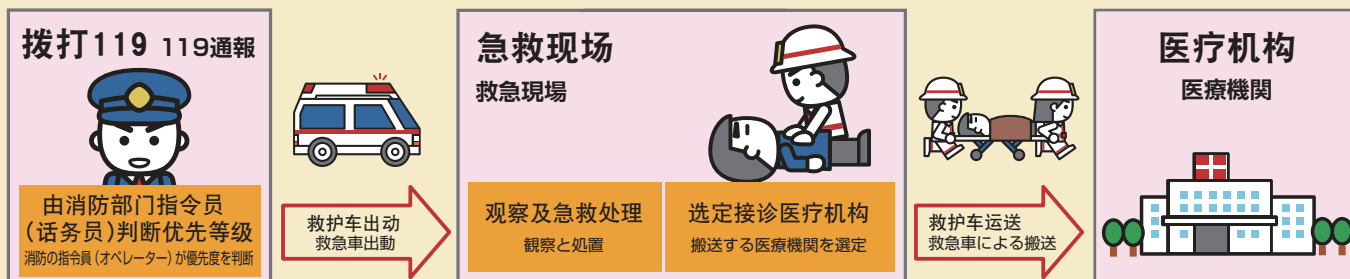 拨打119 119通報
由消防部门指令员
(话务员)判断优先等级
消防の指令員(オペレーター)が優先度を判断
救护车出动
救急車出動
急救现场
救急現場
观察及急救处理
観察と処置
选定接诊医疗机构
搬送する医療機関を選定
救护车运送
救急車による搬送
医疗机构
医療機関